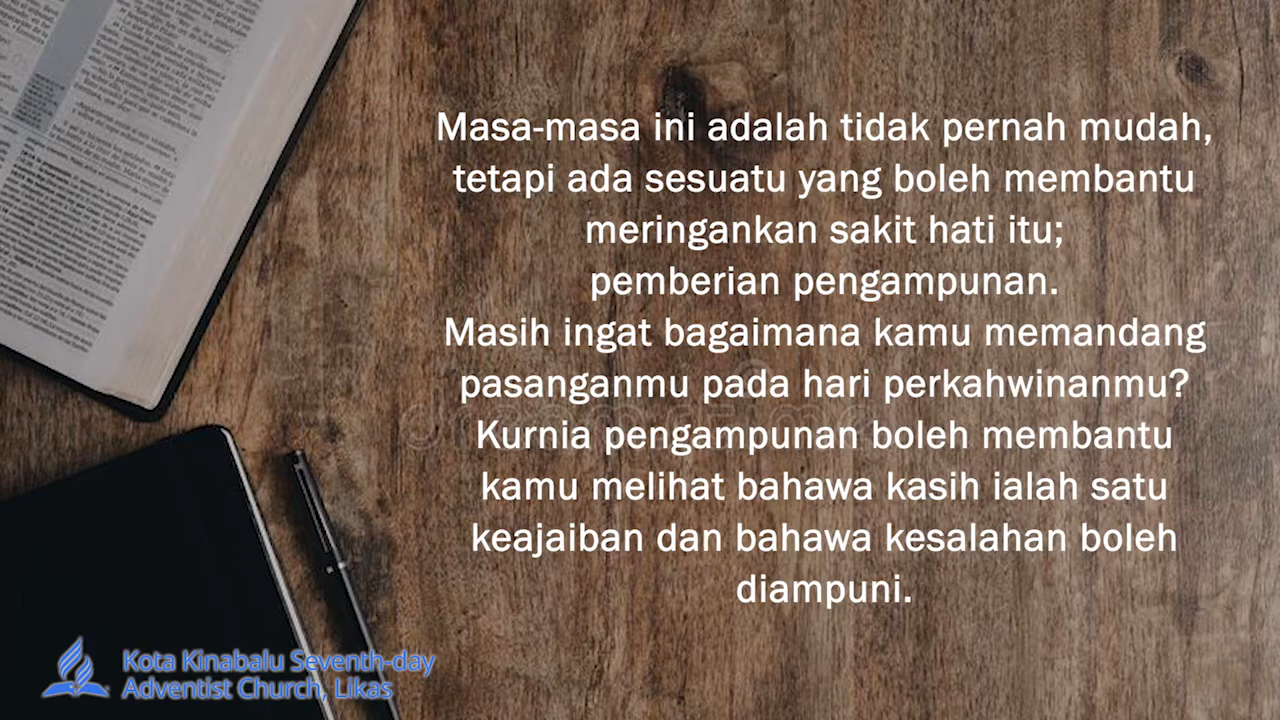 Masa-masa ini adalah tidak pernah mudah,
tetapi ada sesuatu yang boleh membantu
meringankan sakit hati itu;
pemberian pengampunan.
Masih ingat bagaimana kamu memandang
pasanganmu pada hari perkahwinanmu?
Kurnia pengampunan boleh membantu
kamu melihat bahawa kasih ialah satu
keajaiban dan bahawa kesalahan boleh
diampuni.
Kota Kinabalu Seventh-day
Adventist Church, Likas